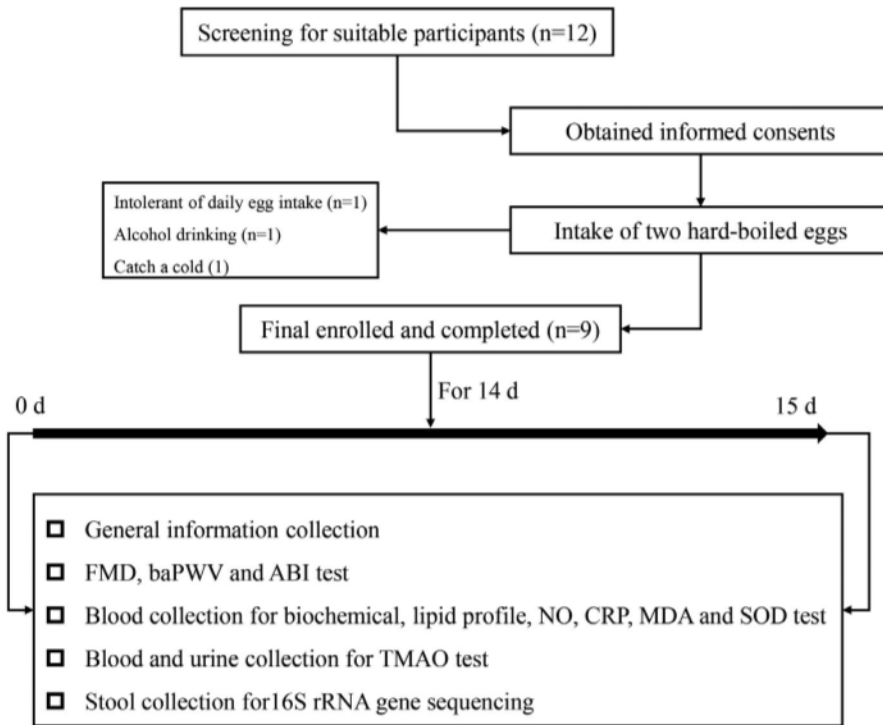 Screening for suitable participants (n=12)
Obtained informed consents
Intolerant of daily egg intake (n=1)
Alcohol drinking (n=1)
Catch a cold (1)
Intake of two hard-boiled eggs
Final enrolled and completed (n=9)
For 14 d
0 d
15 d
General information collection
FMD, baPWV and ABI test
Blood collection for biochemical, lipid profile, NO, CRP, MDA and SOD test
Blood and urine collection for TMAO test
Stool collection for16S rRNA gene sequencing